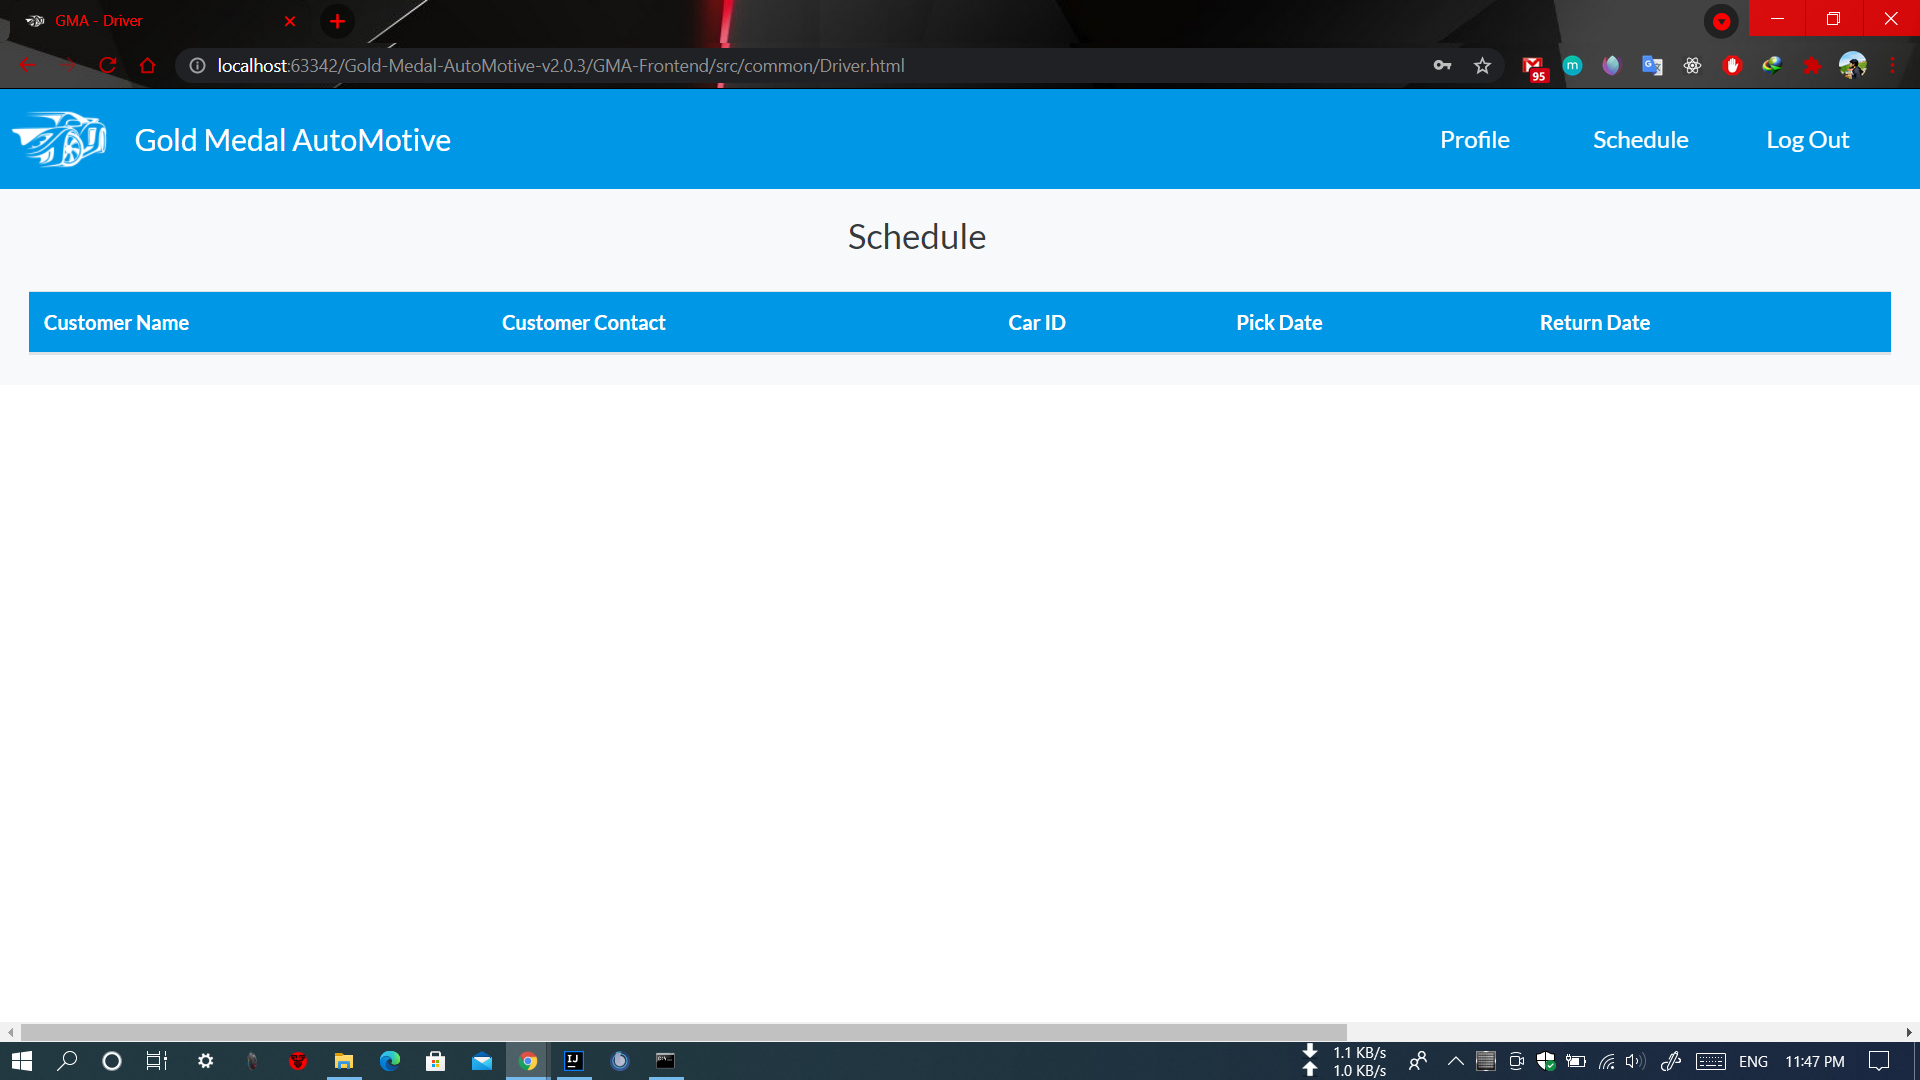 GMA - Driver
localhost:63342/Gold-Medal-AutoMotive-v2.0.3/GMA-Frontend/src/common/Driver.html
95
m
Gold Medal AutoMotive
Profile
Schedule
Log Out
Schedule
Customer Name
Customer Contact
Car ID
Pick Date
Return Date
IJ
1.1 KB/s
1.0 KB/s
ENG
11:47 PM